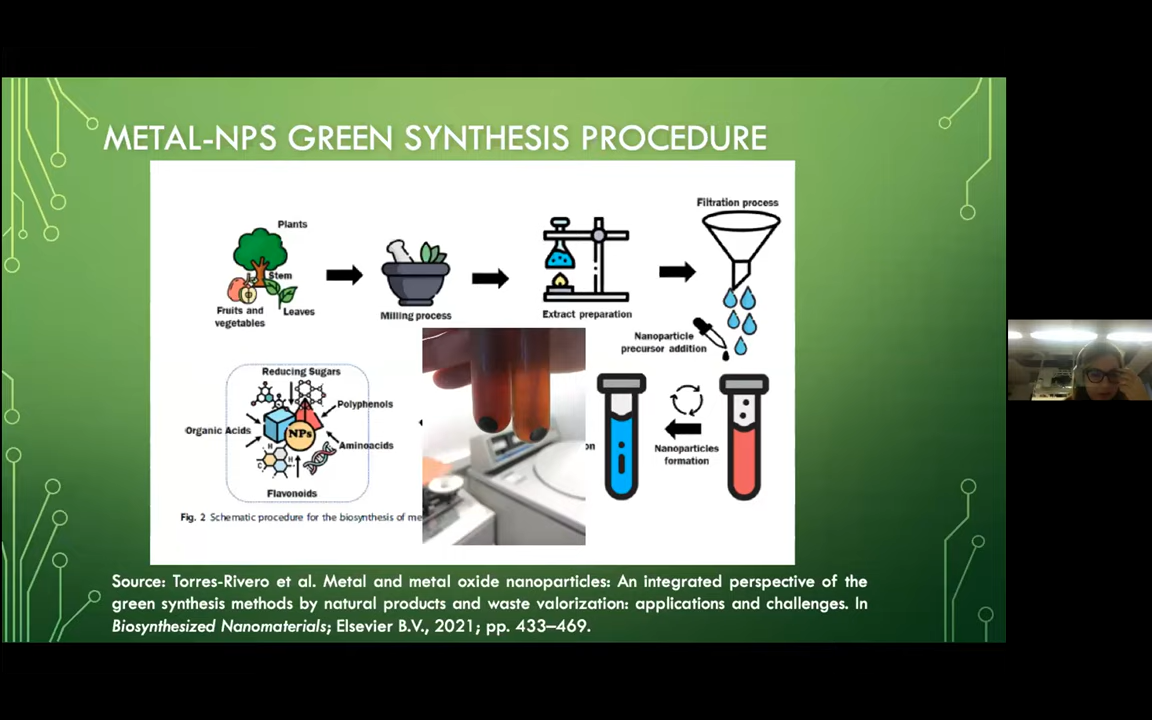 METAL-NPS GREEN SYNTHESIS PROCEDURE
Filtration process
Plants
Stem
Fruits and
vegetables
Leaves
Milling process
Extract preparation
Nanoparticle
precursor addition
Reducing Sugars
Polyphenols
Organic Acids
NPs
Aminoacids
H
H
C
Flavonoids
on
Nanoparticles
formation
Fig. 2 Schematic procedure for the biosynthesis of me
Source: Torres-Rivero et al. Metal and metal oxide nanoparticles: An integrated perspective of the
green synthesis methods by natural products and waste valorization: applications and challenges. In
Biosynthesized Nanomaterials; Elsevier B.V., 2021; pp. 433–469.